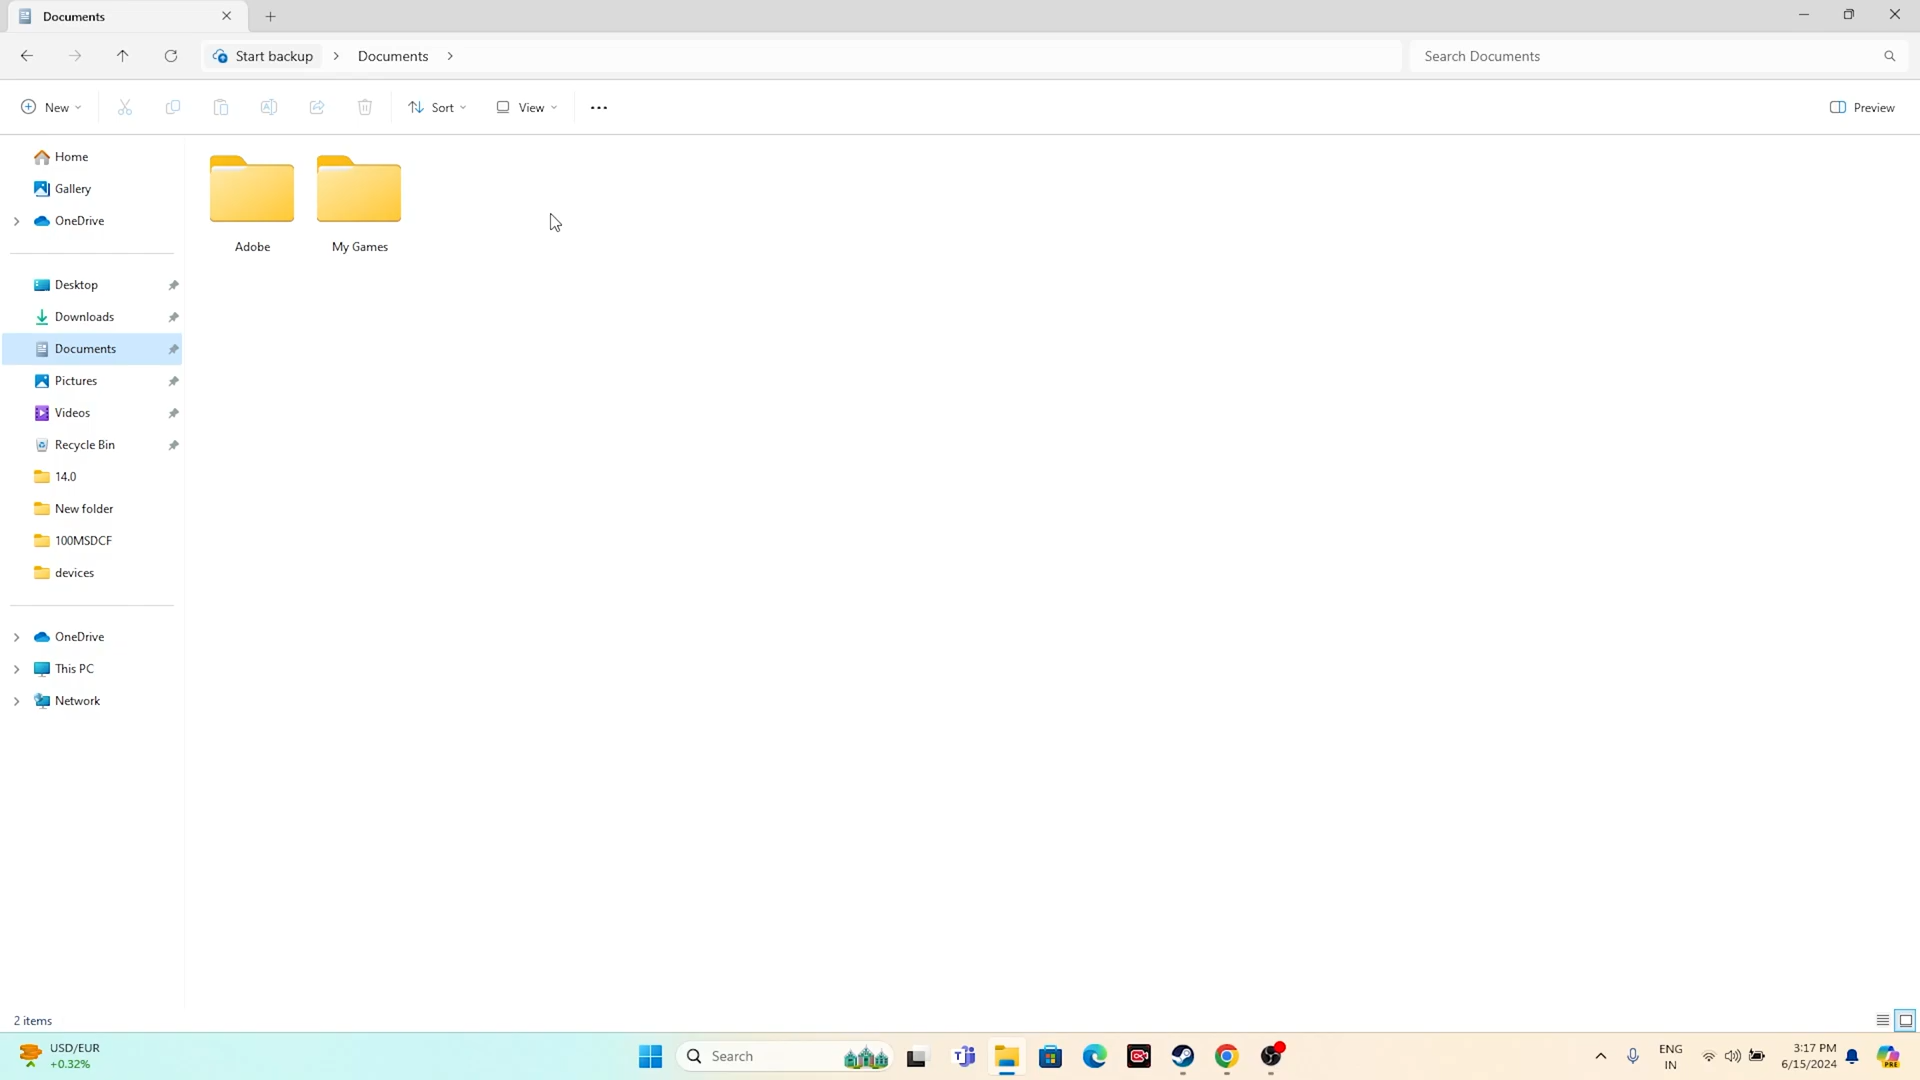 Documents
Start backup
Documents
Search Documents
New
Sort
View
Preview
Home
Gallery
OneDrive
Desktop
Downloads
Documents
Pictures
Videos
Recycle Bin
14.0
New folder
100MSDCF
devices
OneDrive
This PC
Network
Adobe
My Games
2 items
USD/EUR
+0.32%
Search
ENG
IN
3:17 PM
6/15/2024
PRE